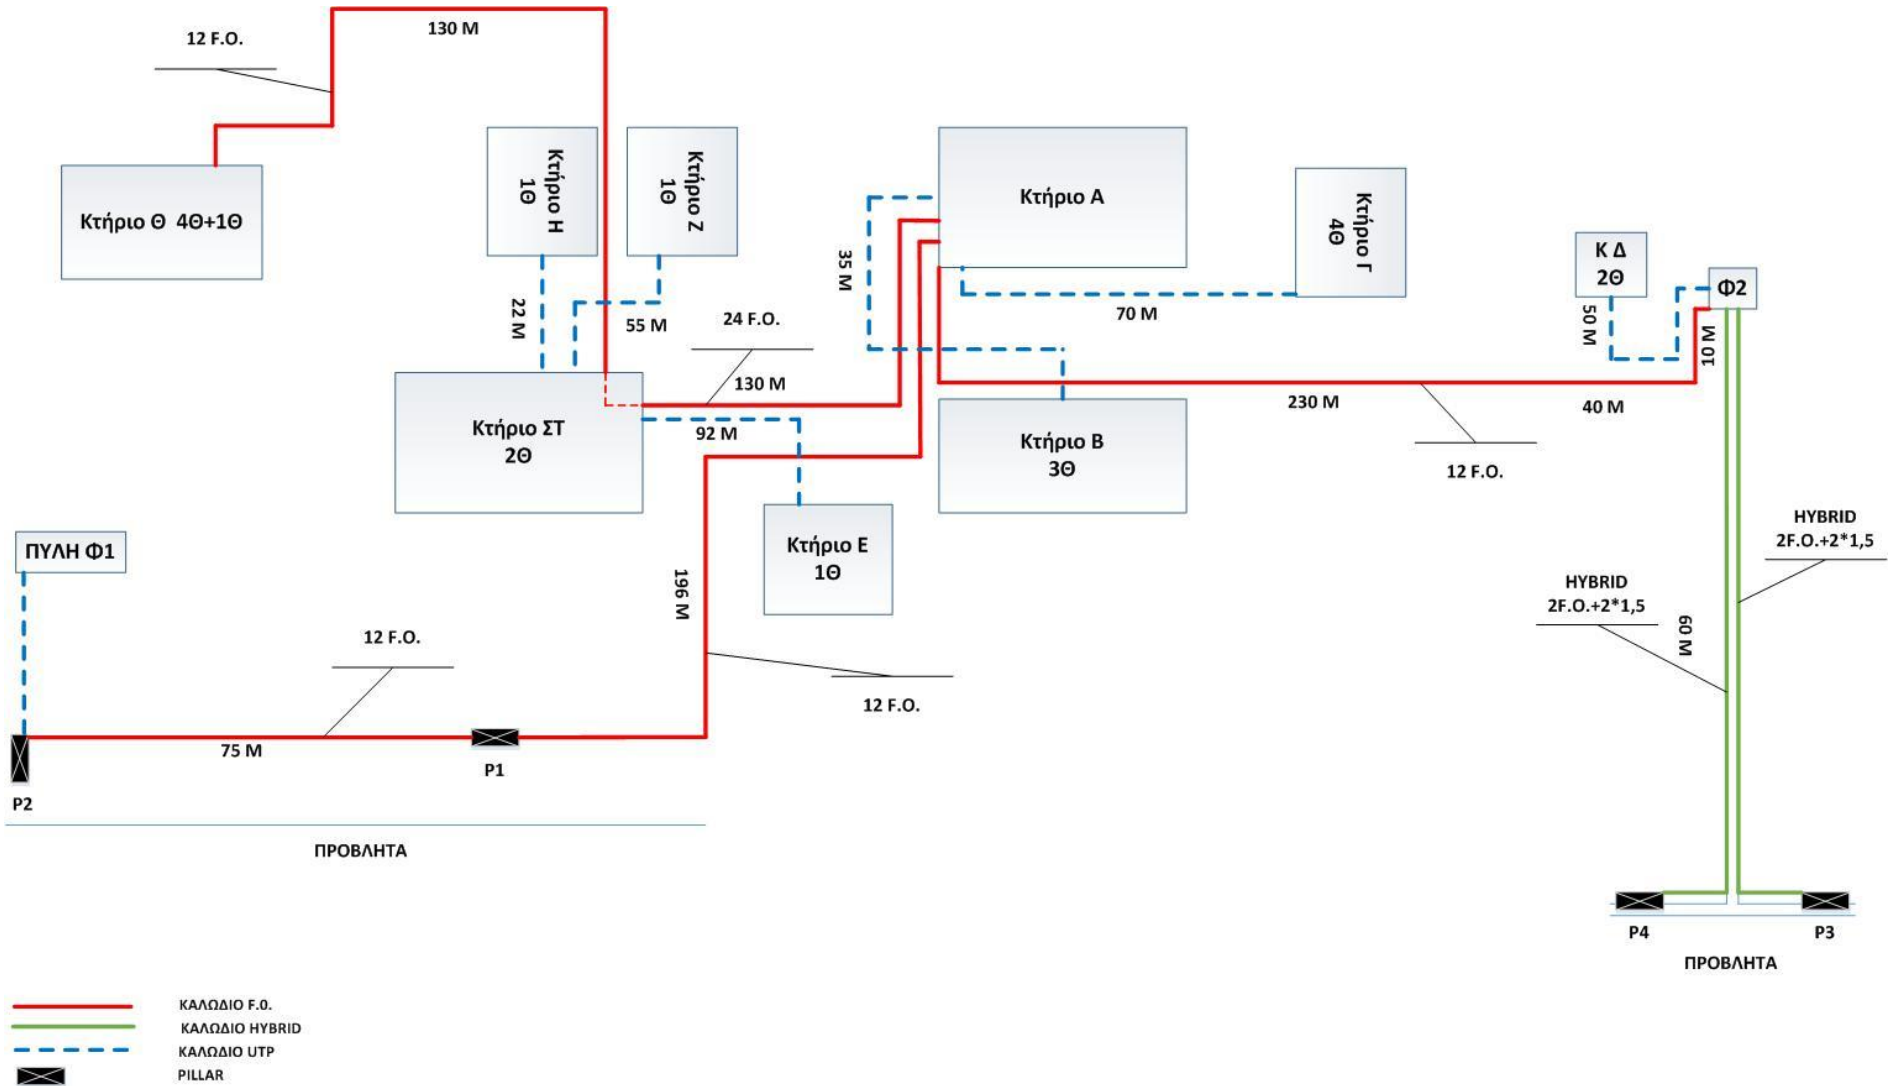 130 M
12 F.O.
Κτήριο Θ 4Θ+1Θ
Κτήριο Η
1Θ
Κτήριο Ζ
1Θ
Κτήριο Α
Κτήριο Γ
4Θ
Κ Δ
2Θ
Φ2
35 M
22 M
55 M
24 F.O.
70 M
50 M
10 M
130 M
230 M
40 M
Κτήριο ΣΤ
2Θ
92 M
Κτήριο Β
3Θ
12 F.O.
ΠΥΛΗ Φ1
Κτήριο Ε
1Θ
HYBRID
2F.O.+2*1,5
HYBRID
2F.O.+2*1,5
196 M
60 M
12 F.O.
12 F.O.
75 M
P1
P2
ΠΡΟΒΛΗΤΑ
P4
P3
ΠΡΟΒΛΗΤΑ
ΚΑΛΩΔΙΟ F.0.
ΚΑΛΩΔΙΟ HYBRID
ΚΑΛΩΔΙΟ UTP
PILLAR